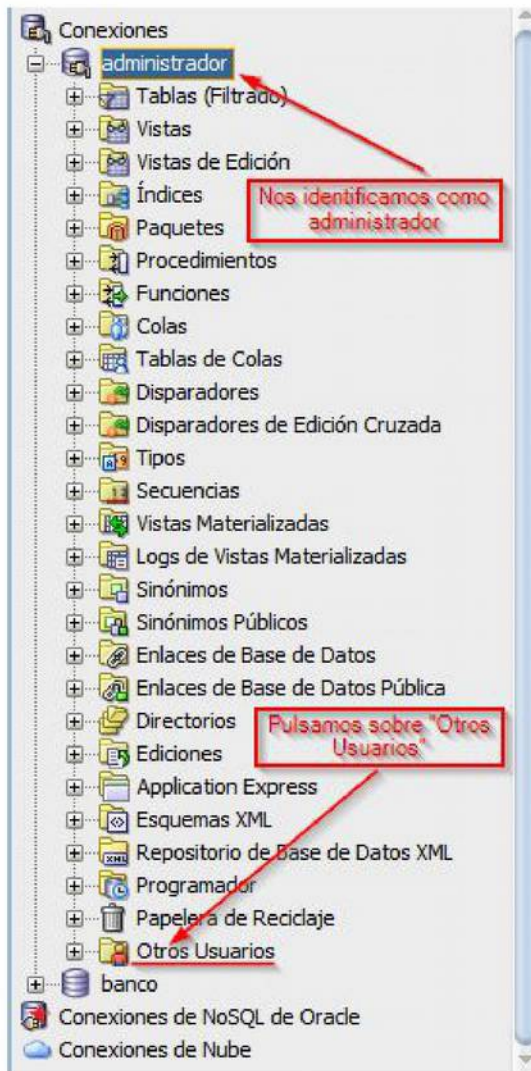 Conexiones
administrador
Tablas (Filtrado)
Vistas
Vistas de Edición
Índices
Nos identificamos como
administrador
Paquetes
Procedimientos
Funciones
Colas
Tablas de Colas
Disparadores
Disparadores de Edición Cruzada
Tipos
Secuencias
Vistas Materializadas
Logs de Vistas Materializadas
Sinónimos
Sinónimos Públicos
Enlaces de Base de Datos
Enlaces de Base de Datos Pública
Directorios
Pulsamos sobre "Otros
Usuarios"
Ediciones
Application Express
Esquemas XML
Repositorio de Base de Datos XML
Programador
Papelera de Reciclaje
Otros Usuarios
banco
Conexiones de NoSQL de Oracle
Conexiones de Nube